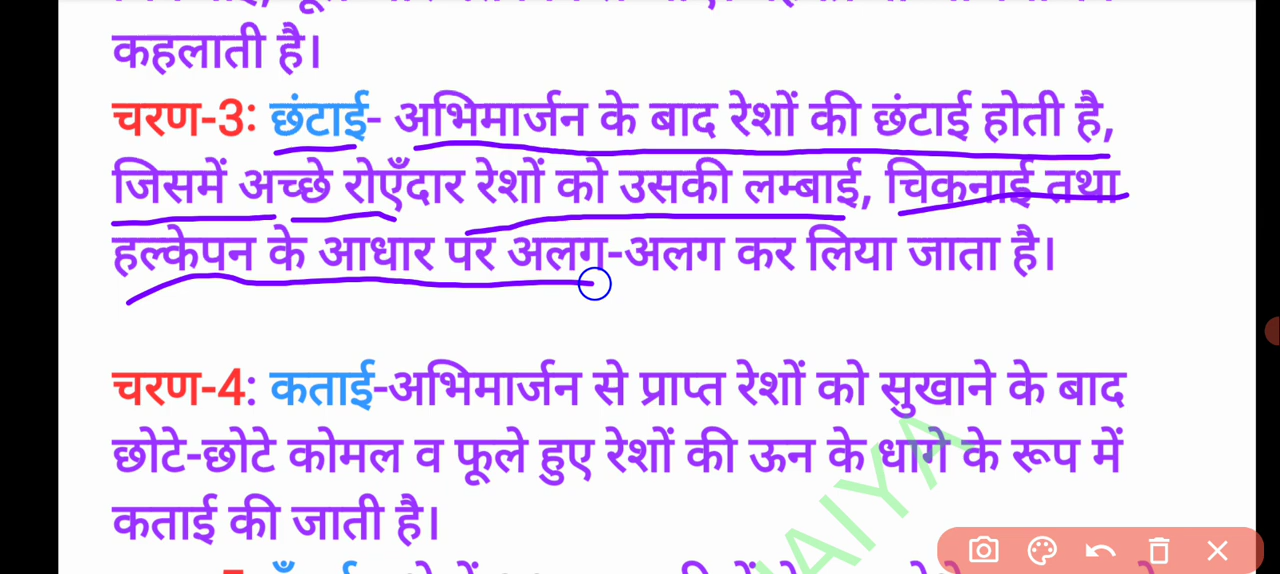 कहलाती है।
चरण-3: छंटाई- अभिमार्जन के बाद रेशों की छंटाई होती है,
जिसमें अच्छे रोएँदार रेशों को उसकी लम्बाई, चिकनाई तथा
हल्केपन के आधार पर अलग-अलग कर लिया जाता है।
चरण-4: कताई-अभिमार्जन से प्राप्त रेशों को सुखाने के बाद
छोटे-छोटे कोमल व फूले हुए रेशों की ऊन के धागे के रूप में
कताई की जाती है।